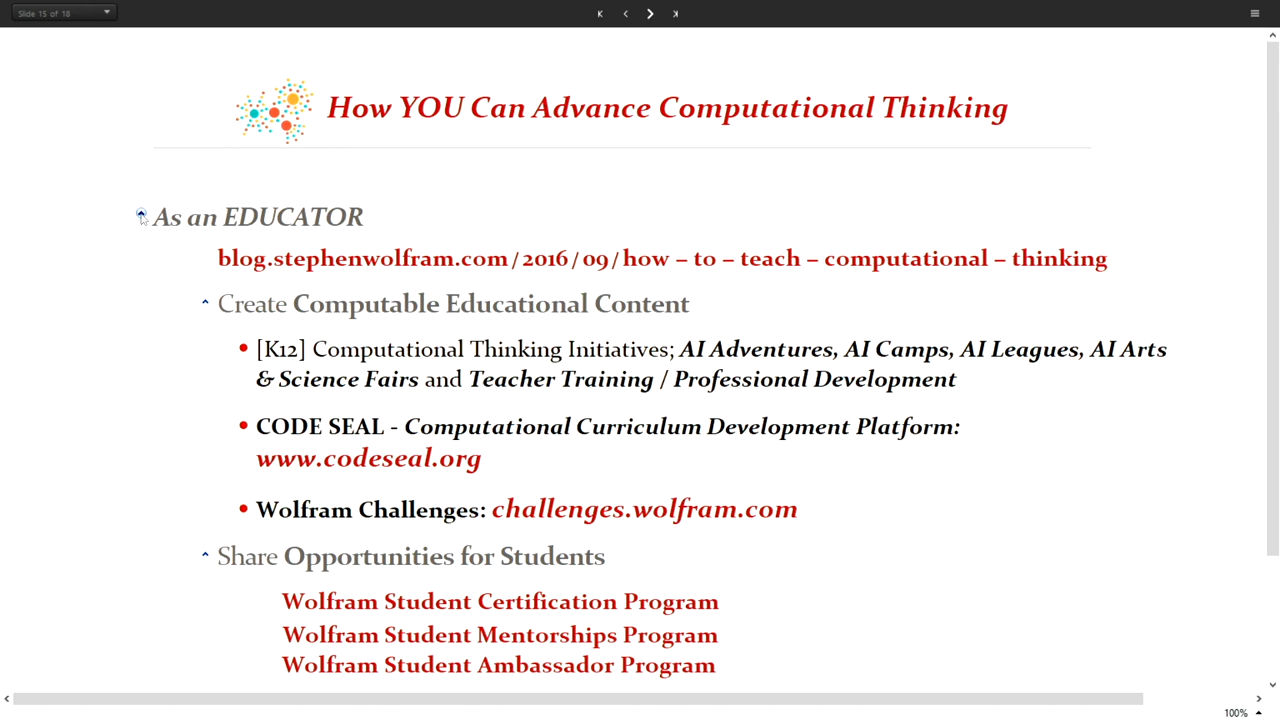 Slide 15 of 18
How YOU Can Advance Computational Thinking
As an EDUCATOR
blog.stephenwolfram.com/2016/09/how – to – teach – computational – thinking
Create Computable Educational Content
• [K12] Computational Thinking Initiatives; AI Adventures, AI Camps, AI Leagues, AI Arts
& Science Fairs and Teacher Training / Professional Development
• CODE SEAL - Computational Curriculum Development Platform:
www.codeseal.org
• Wolfram Challenges: challenges.wolfram.com
Share Opportunities for Students
Wolfram Student Certification Program
Wolfram Student Mentorships Program
Wolfram Student Ambassador Program
100%